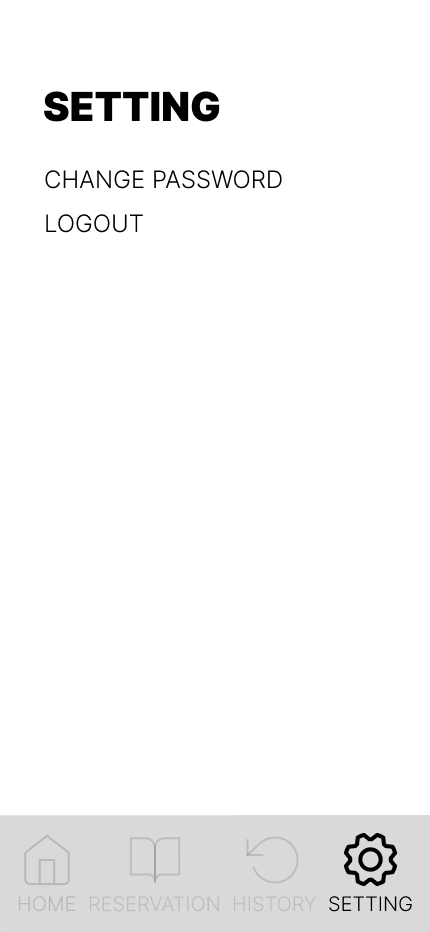 SETTING
CHANGE PASSWORD
LOGOUT
HOME RESERVATION HISTORY SETTING